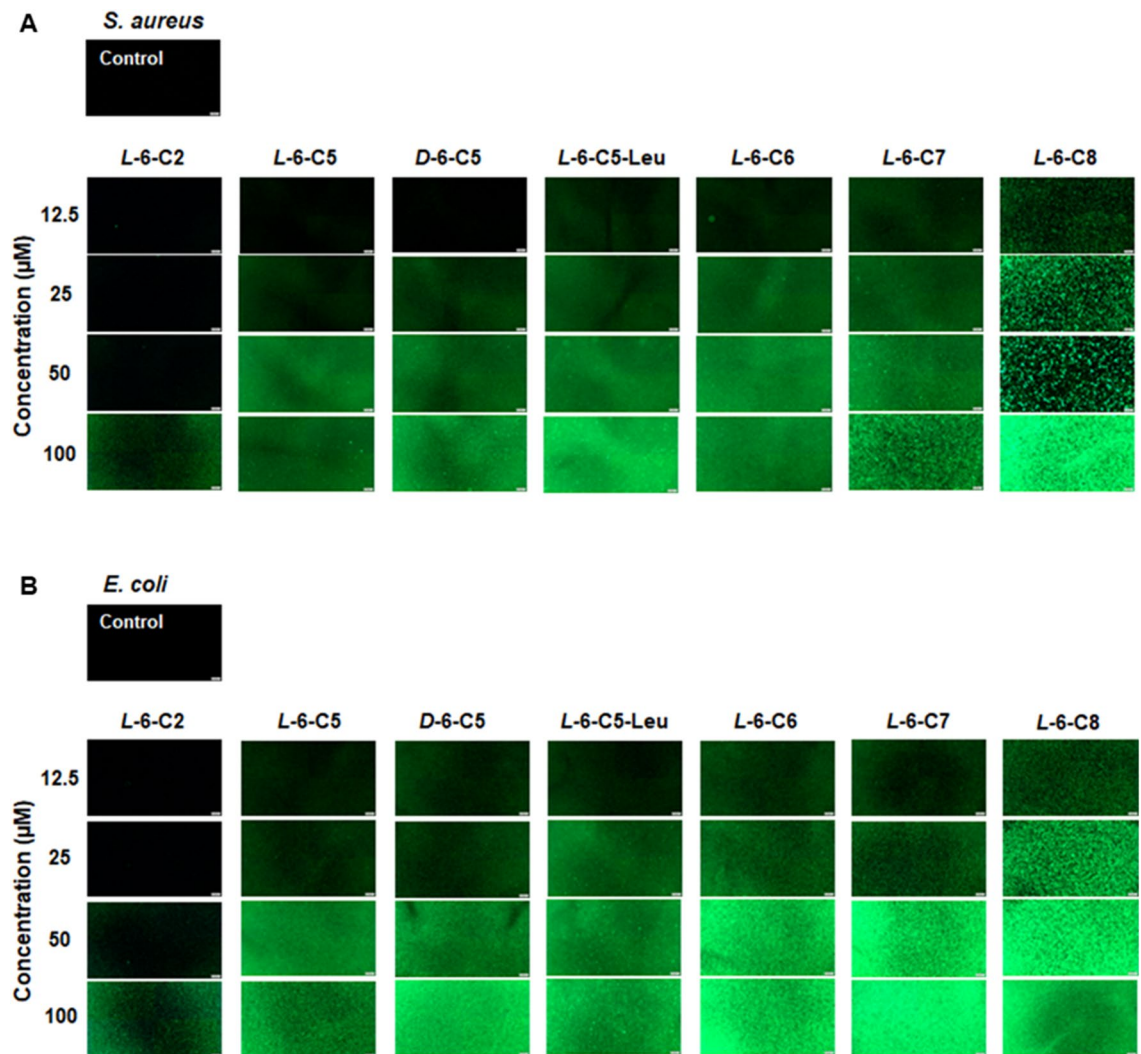 A
S. aureus
Control
L-6-C2 L-6-C5 D-6-C5 L-6-C5-Leu L-6-C6 L-6-C7 L-6-C8
Concentration (µM)
12.5
25
50
100
B
E. coli
Control
L-6-C2 L-6-C5 D-6-C5 L-6-C5-Leu L-6-C6 L-6-C7 L-6-C8
Concentration (µM)
12.5
25
50
100